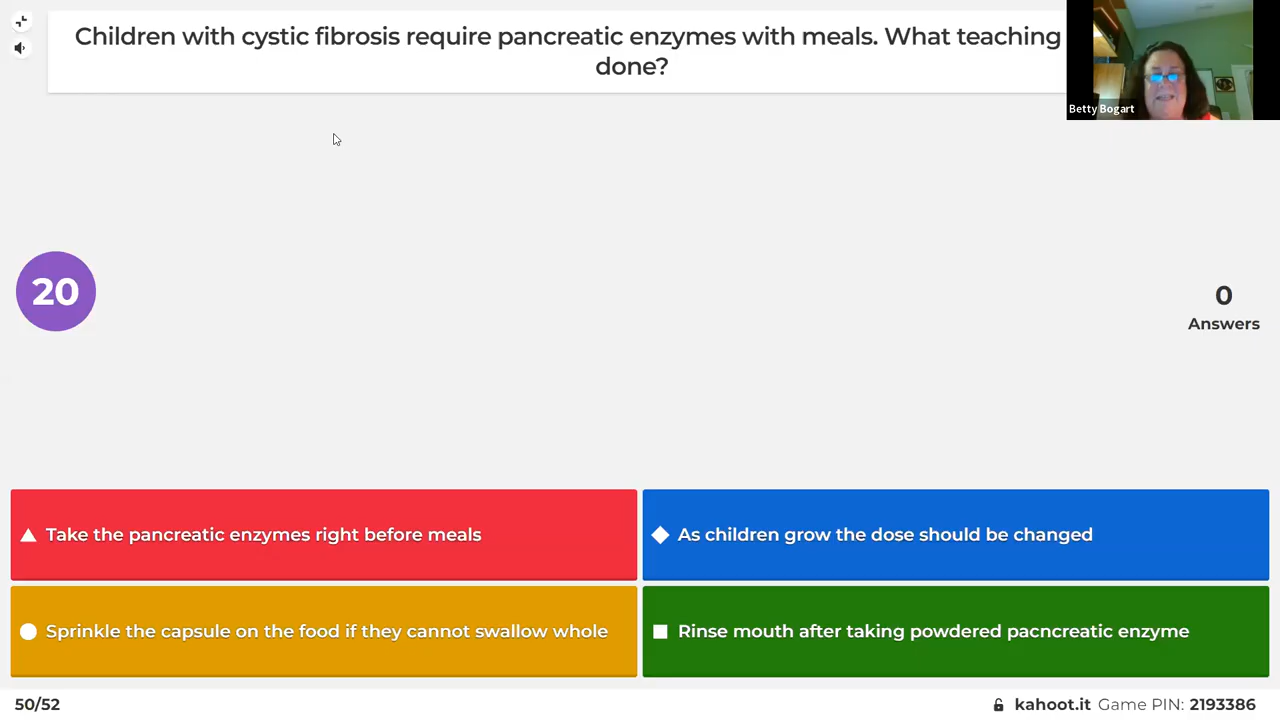 Children with cystic fibrosis require pancreatic enzymes with meals. What teaching
done?
Betty Bogart
20
0
Answers
Take the pancreatic enzymes right before meals
As children grow the dose should be changed
Sprinkle the capsule on the food if they cannot swallow whole
Rinse mouth after taking powdered pacncreatic enzyme
50/52
kahoot.it Game PIN: 2193386